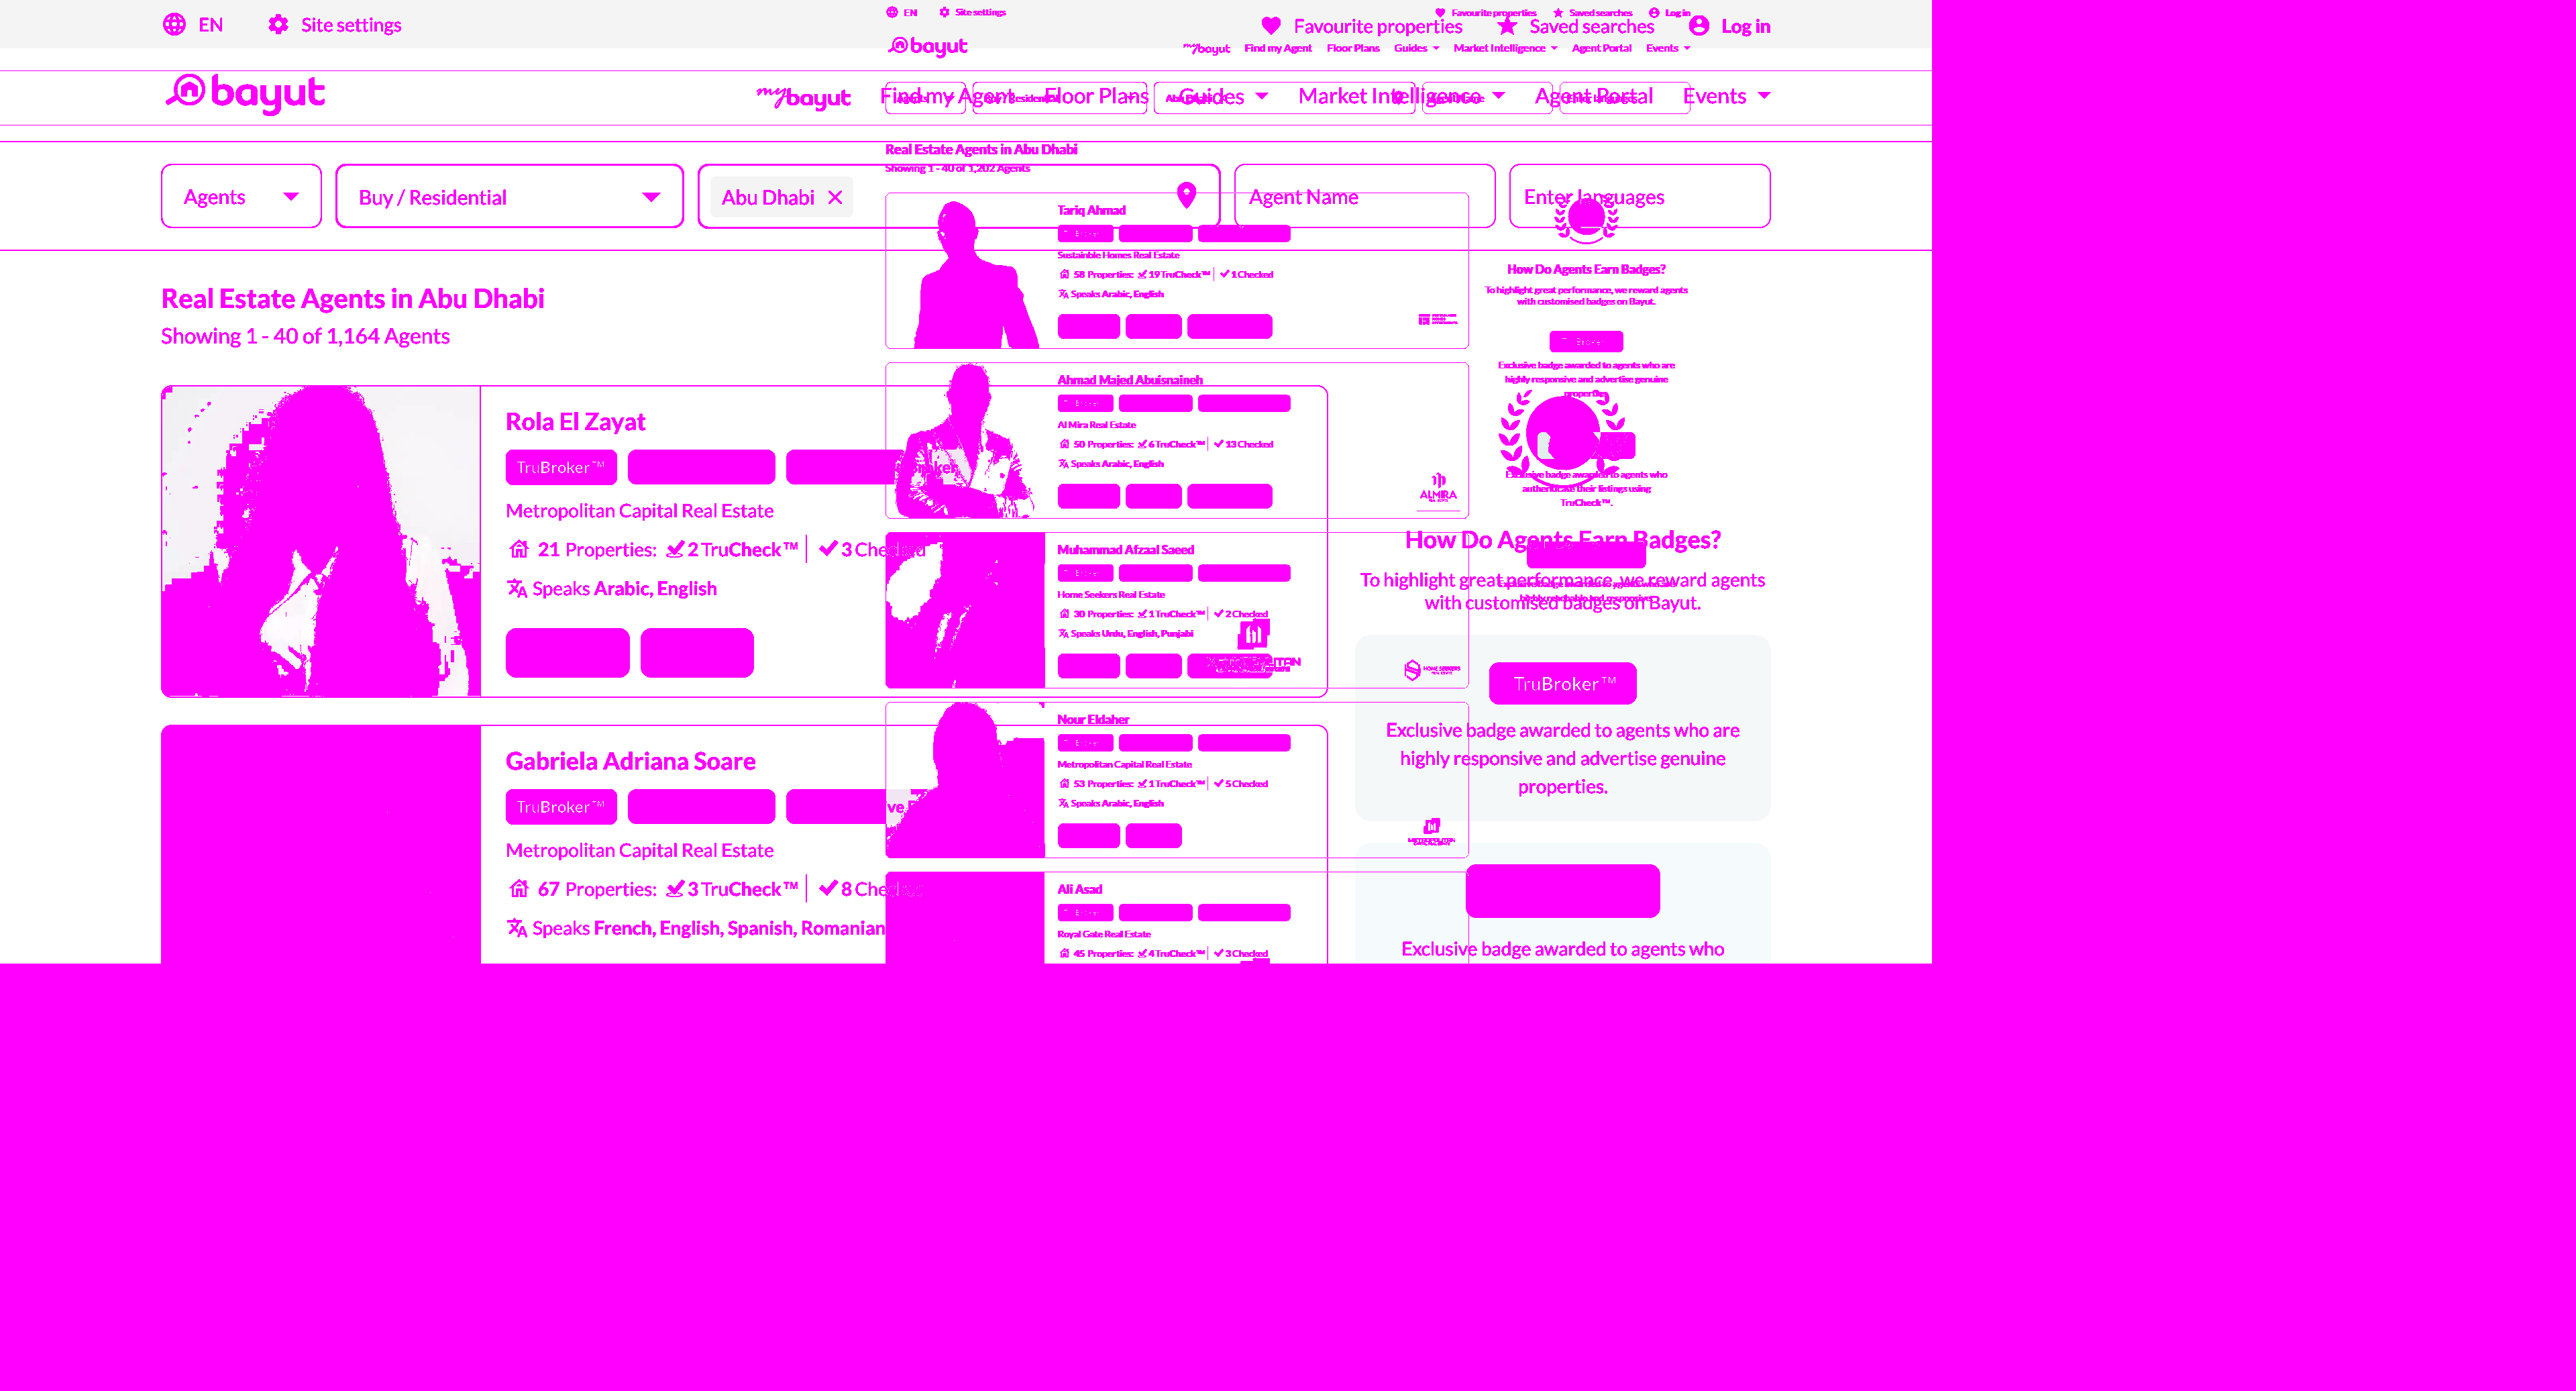 EN Site settings
Favourite properties Saved searches Log in
bayut
mybayut Find my Agent Floor Plans Guides Market Intelligence Agent Portal Events
Agents
Buy / Residential
Abu Dhabi
Agent Name
Enter languages
Real Estate Agents in Abu Dhabi
Showing 1 - 40 of 1,164 Agents
Rola El Zayat
TruBroker™
Metropolitan Capital Real Estate
21 Properties: 2 TruCheck™ 3
Speaks Arabic, English
Gabriela Adriana Soare
TruBroker™
Metropolitan Capital Real Estate
67 Properties: 3 TruCheck™ 8
Speaks French, English, Spanish, Romanian
EN Site settings
Favourite properties Saved searches Log in
bayut
mybayut Find my Agent Floor Plans Guides Market Intelligence Agent Portal Events
Real Estate Agents in Abu Dhabi
Showing 1 - 40 of 1,202 Agents
Tariq Ahmad
Sustainble Homes Real Estate
58 Properties: 19 TruCheck™ 1 Checked
Speaks Arabic, English
Ahmad Majed Abuisnaineh
Al Mira Real Estate
50 Properties: 6 TruCheck™ 13 Checked
Speaks Arabic, English
ALMIRA
Muhammad Afzaal Saeed
Home Seekers Real Estate
30 Properties: 1 TruCheck™ 2 Checked
Speaks Urdu, English, Punjabi
HOME SEEKERS
Nour Eldaher
Metropolitan Capital Real Estate
53 Properties: 1 TruCheck™ 5 Checked
Speaks Arabic, English
METROPOLITAN
Ali Asad
Royal Gate Real Estate
45 Properties: 4 TruCheck™ 3 Checked
How Do Agents Earn Badges?
To highlight great performance, we reward agents
with customised badges on Bayut.
Exclusive badge awarded to agents who are
highly responsive and advertise genuine
properties.
Exclusive badge awarded to agents who
authenticate their listings using
TruCheck™.
How Do Agents Earn Badges?
To highlight great performance, we reward agents
with customised badges on Bayut.
TruBroker™
Exclusive badge awarded to agents who are
highly responsive and advertise genuine
properties.
Exclusive badge awarded to agents who